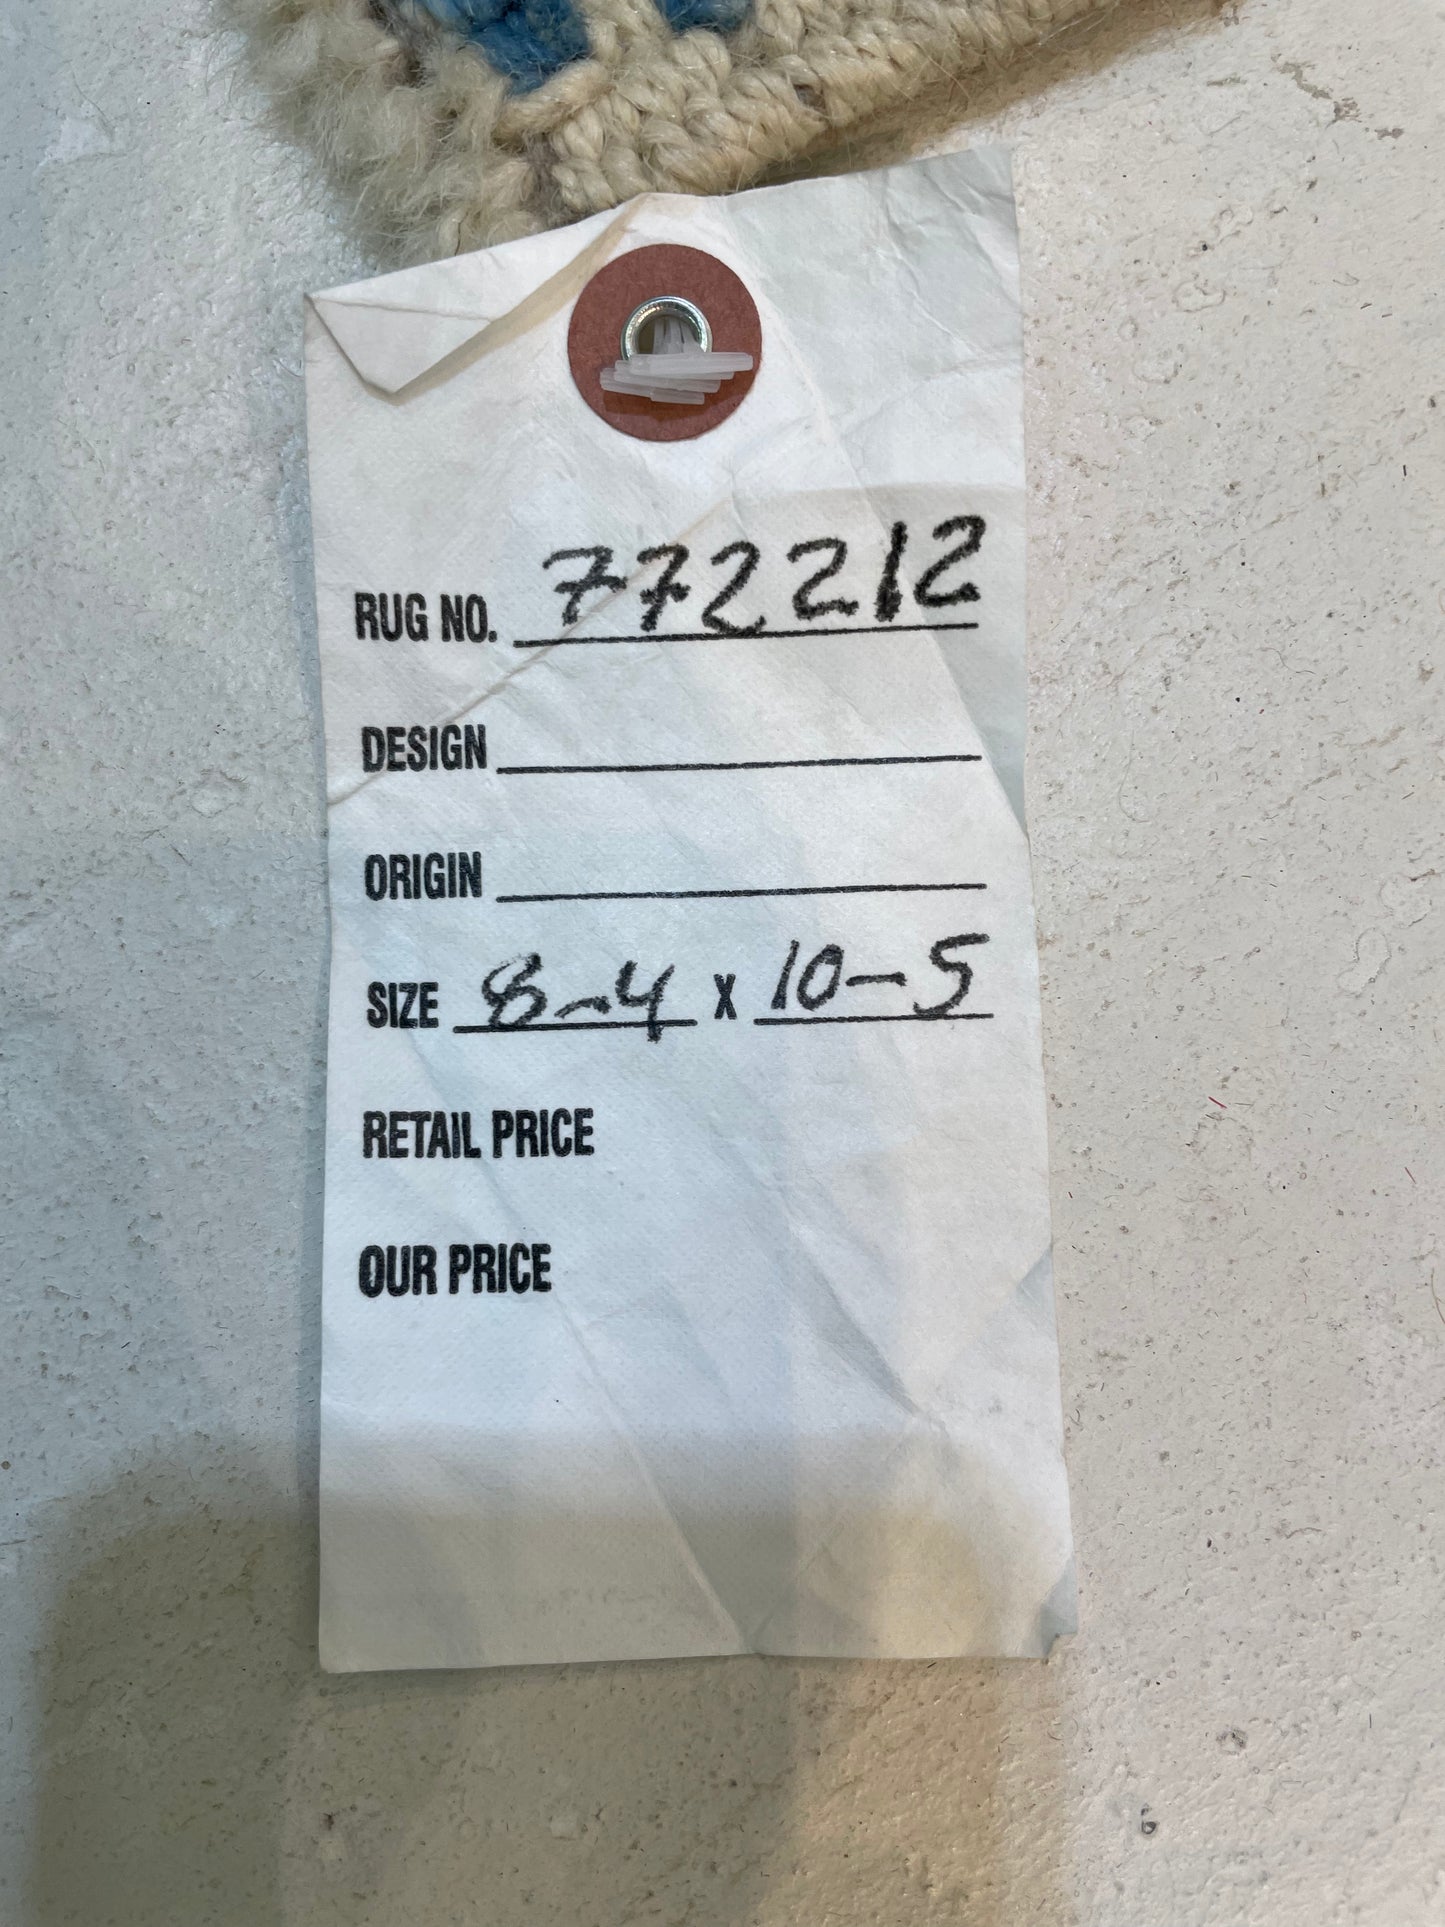 RUG NO. 772212
DESIGN
ORIGIN
SIZE 8-4 X 10-5
RETAIL PRICE
OUR PRICE